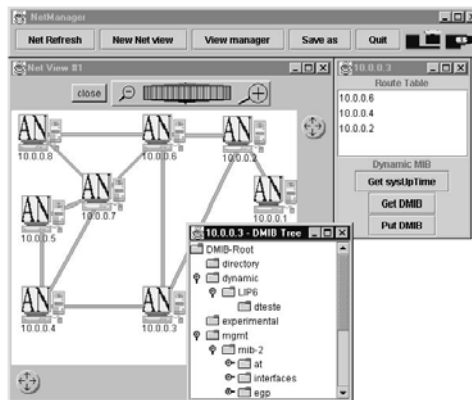 NetManager
Net Refresh New Net view View manager Save as Quit
Net View #1
close
AN
10.0.0.8
AN
10.0.0.6
AN
10.0.0.2
AN
10.0.0.7
AN
10.0.0.1
AN
10.0.0.5
AN
10.0.0.4
AN
10.0.0.3
10.0.0.3
Route Table
10.0.0.6
10.0.0.4
10.0.0.2
Dynamic MIB
Get sysUpTime
Get DMIB
Put DMIB
10.0.0.3 - DMIB Tree
DMIB-Root
directory
dynamic
LIP6
dteste
experimental
mgmt
mib-2
at
interfaces
egp